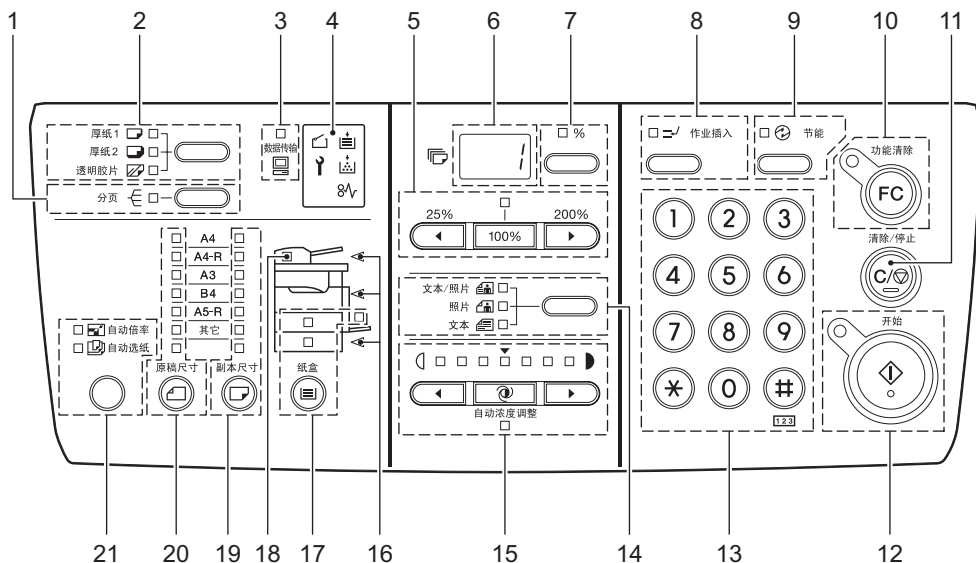 1 2 3 4 5 6 7 8 9 10 11
厚纸1
厚纸2
透明胶片
分页
数据传输
1
%
作业插入
节能
功能清除
FC
25% 200%
100%
清除/停止
C/
A4
A4-R
A3
B4
A5-R
其它
自动倍率
自动选纸
原稿尺寸
副本尺寸
纸盒
文本/照片
照片
文本
自动浓度调整
1 2 3
4 5 6
7 8 9
* 0 #
123
开始
21 20 19 18 17 16 15 14 13 12